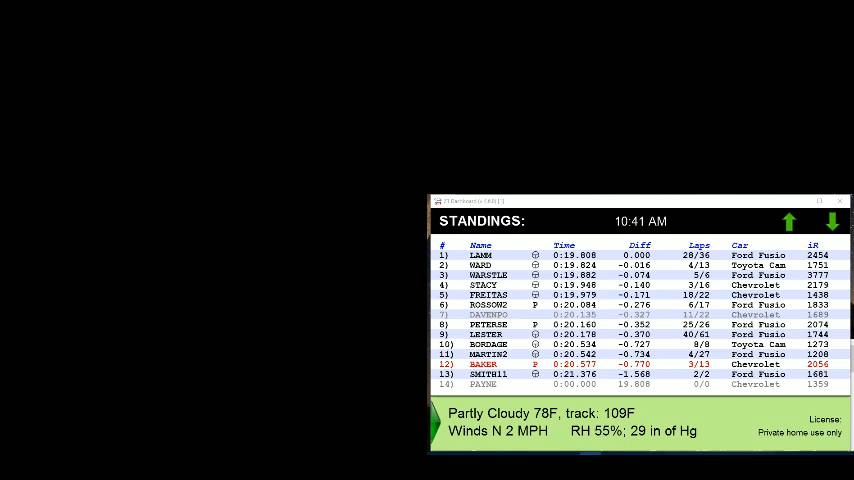 Z1 Dashboard
STANDINGS: 10:41 AM
# Name Time Diff Laps Car iR
1) LAMM 0:19.808 0.000 28/36 Ford Fusio 2454
2) WARD 0:19.824 -0.016 4/13 Toyota Cam 1751
3) WARSTLE 0:19.882 -0.074 5/6 Ford Fusio 3777
4) STACY 0:19.948 -0.140 3/16 Chevrolet 2179
5) FREITAS 0:19.979 -0.171 18/22 Chevrolet 1438
6) ROSSOW2 P 0:20.084 -0.276 6/17 Ford Fusio 1833
7) DAVENPO 0:20.135 -0.327 11/22 Chevrolet 1689
8) PETERSE P 0:20.160 -0.352 25/26 Ford Fusio 2074
9) LESTER 0:20.178 -0.370 40/61 Ford Fusio 1744
10) BORDAGE 0:20.534 -0.727 8/8 Toyota Cam 1273
11) MARTIN2 0:20.542 -0.734 4/27 Ford Fusio 1208
12) BAKER P 0:20.577 -0.770 3/13 Chevrolet 2056
13) SMITH11 0:21.376 -1.568 2/2 Ford Fusio 1681
14) PAYNE 0:00.000 19.808 0/0 Chevrolet 1359
Partly Cloudy 78F, track: 109F
Winds N 2 MPH RH 55%; 29 in of Hg
License:
Private home use only